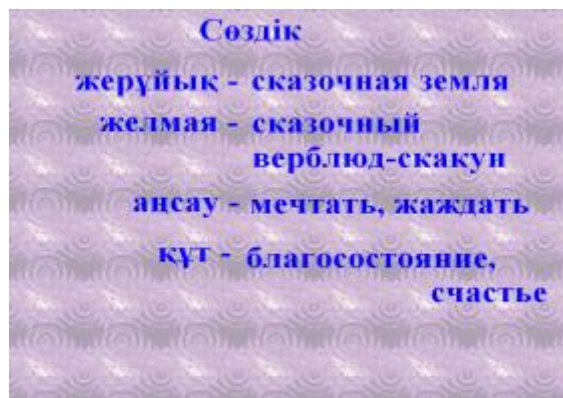 Сөздік
жерұйық - сказочная земля
желмая - сказочный
верблюд-скакун
аңсау - мечтать, жаждать
құт - благосостояние,
счастье